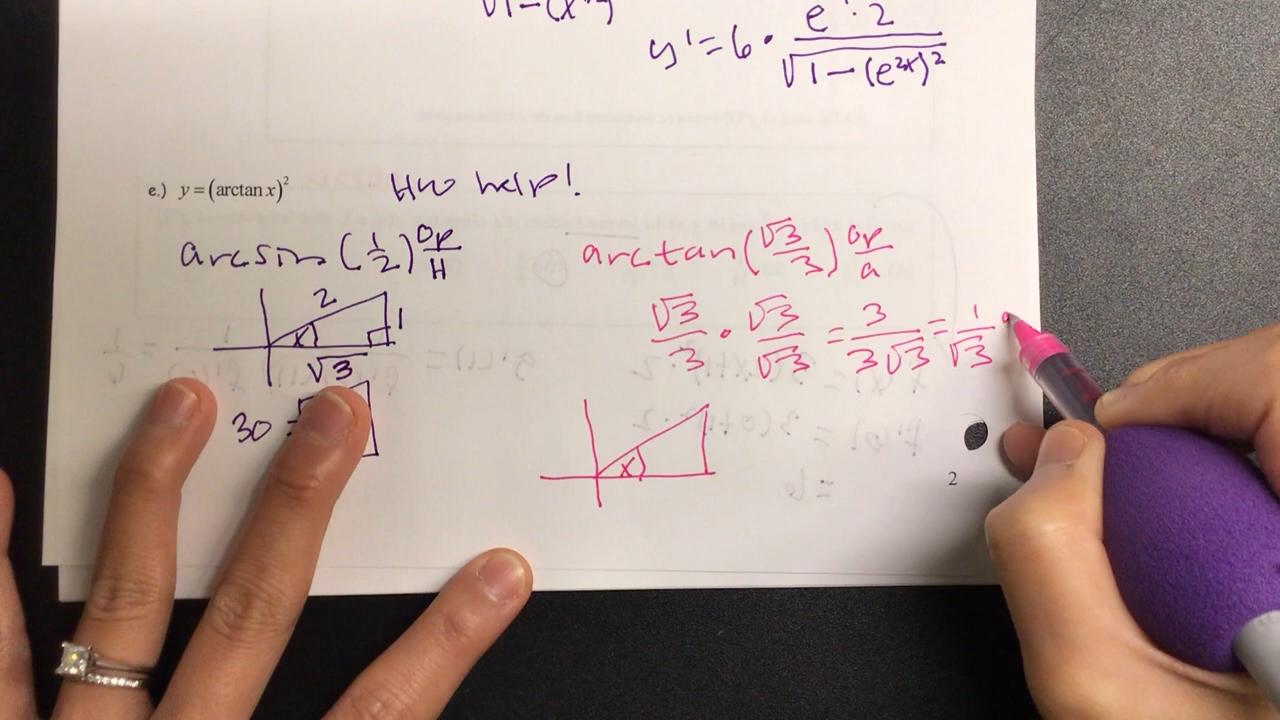 y' = 6 · e · 2 / √1-(e^2x)^2
e.) y = (arctan x)^2 HW help!
arcsin (1/2) Op/H
arctan (√3/3) Op/a
2
x 1
√3
√3/3 · √3/√3 = 3/3√3 = 1/√3
30 =
x
2